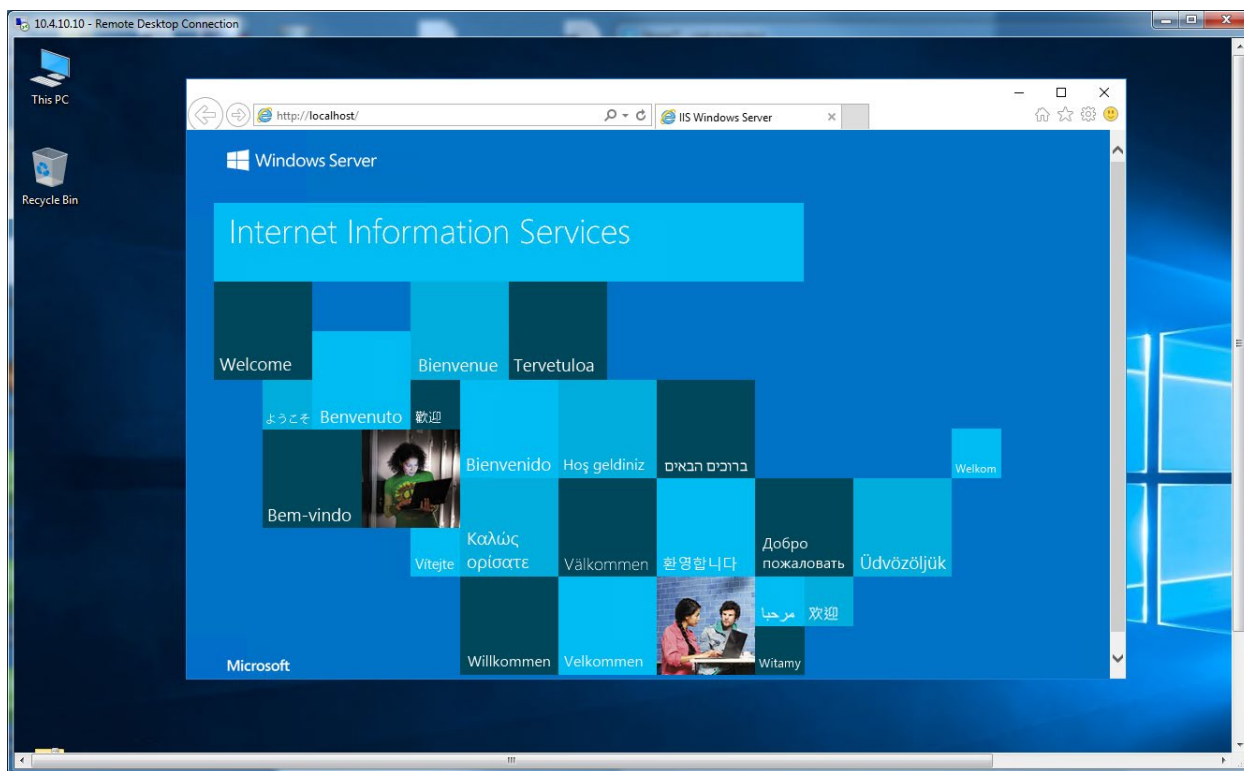 10.4.10.10 - Remote Desktop Connection
This PC
Recycle Bin
http://localhost/
IIS Windows Server
Windows Server
Internet Information Services
Welcome
Bienvenue
Tervetuloa
ようこそ
Benvenuto
歡迎
Bienvenido
Hoş geldiniz
ברוכים הבאים
Welkom
Bem-vindo
Vítejte
Καλώς
ορίσατε
Välkommen
환영합니다
Добро
пожаловать
Üdvözöljük
مرحبا
欢迎
Microsoft
Willkommen
Velkommen
Witamy